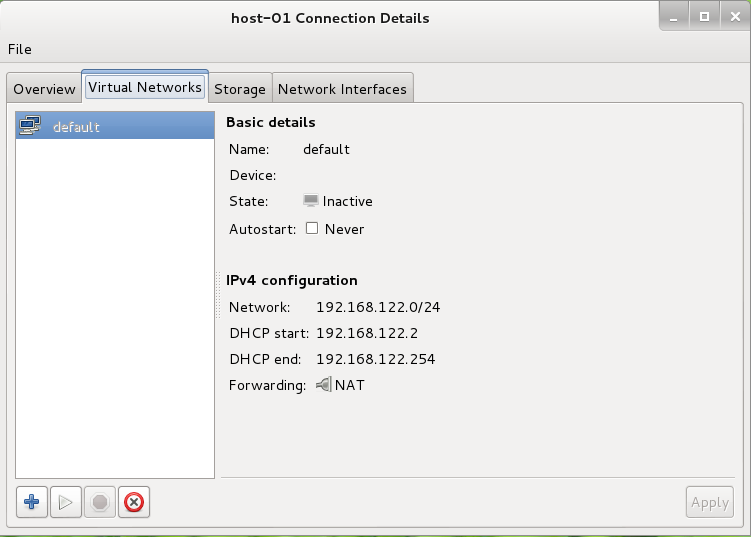 host-01 Connection Details
File
Overview Virtual Networks Storage Network Interfaces
default
Basic details
Name: default
Device:
State: Inactive
Autostart: Never
IPv4 configuration
Network: 192.168.122.0/24
DHCP start: 192.168.122.2
DHCP end: 192.168.122.254
Forwarding: NAT
Apply